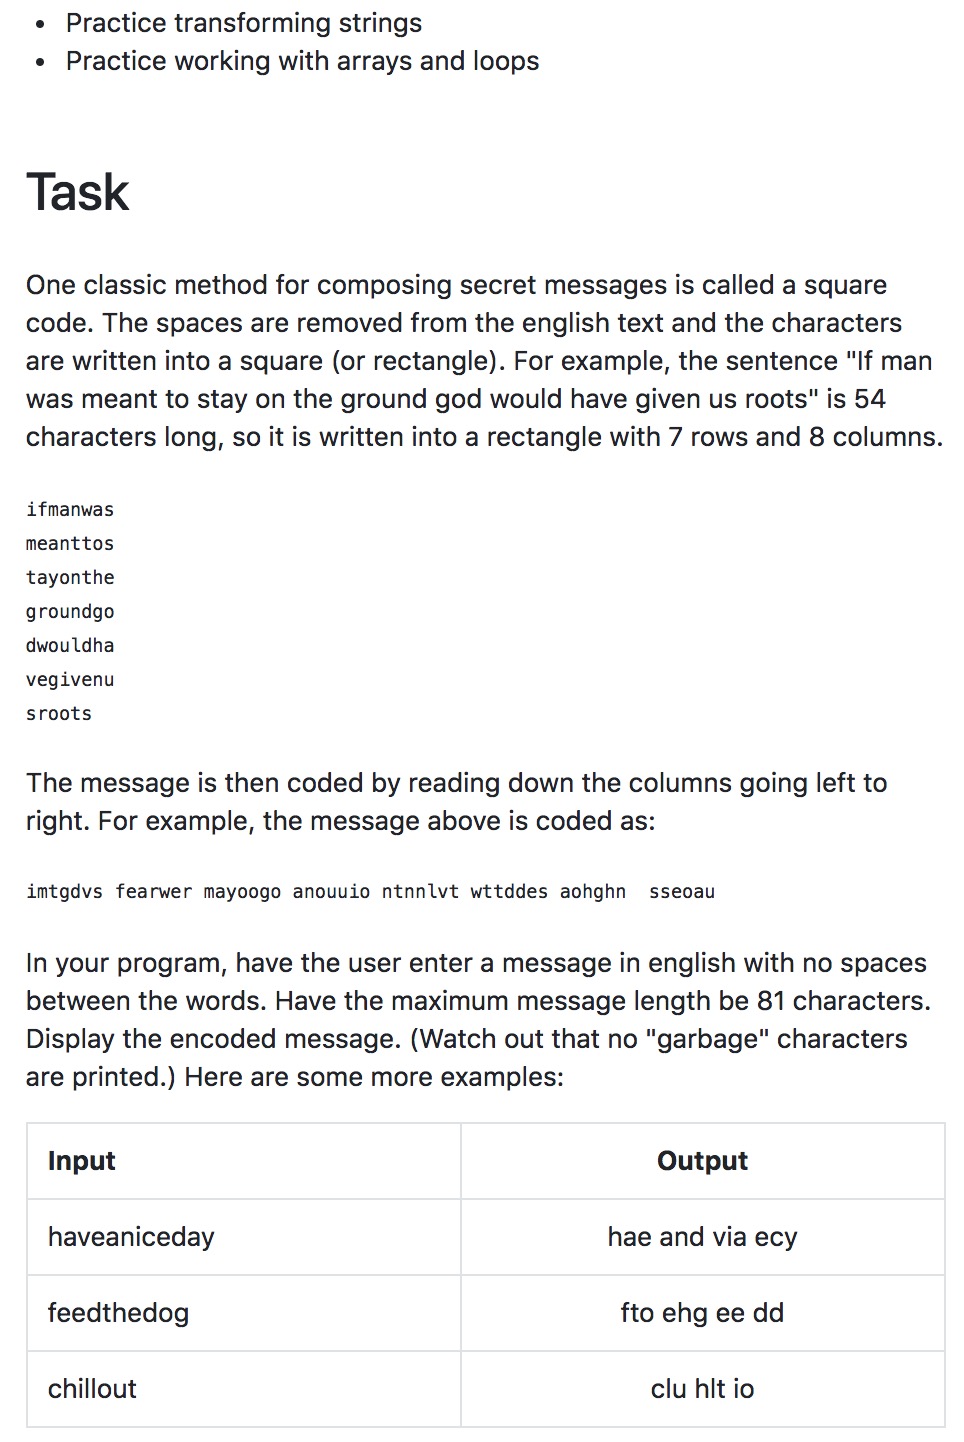 • Practice transforming strings
• Practice working with arrays and loops
Task
One classic method for composing secret messages is called a square
code. The spaces are removed from the english text and the characters
are written into a square (or rectangle). For example, the sentence "If man
was meant to stay on the ground god would have given us roots" is 54
characters long, so it is written into a rectangle with 7 rows and 8 columns.
ifmanwas
meanttos
tayonthe
groundgo
dwouldha
vegivenu
sroots
The message is then coded by reading down the columns going left to
right. For example, the message above is coded as:
imtgdvs fearwer mayoogo anouuio ntnnlvt wttddes aohghn  sseoau
In your program, have the user enter a message in english with no spaces
between the words. Have the maximum message length be 81 characters.
Display the encoded message. (Watch out that no "garbage" characters
are printed.) Here are some more examples:
Input Output
haveaniceday hae and via ecy
feedthedog fto ehg ee dd
chillout clu hlt io